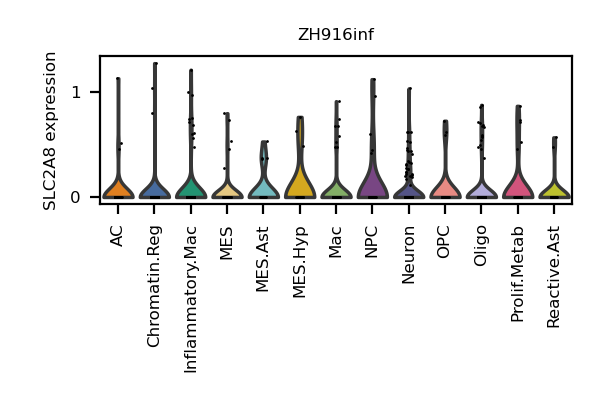 ZH916inf
SLC2A8 expression
1
0
AC
Chromatin.Reg
Inflammatory.Mac
MES
MES.Ast
MES.Hyp
Mac
NPC
Neuron
OPC
Oligo
Prolif.Metab
Reactive.Ast